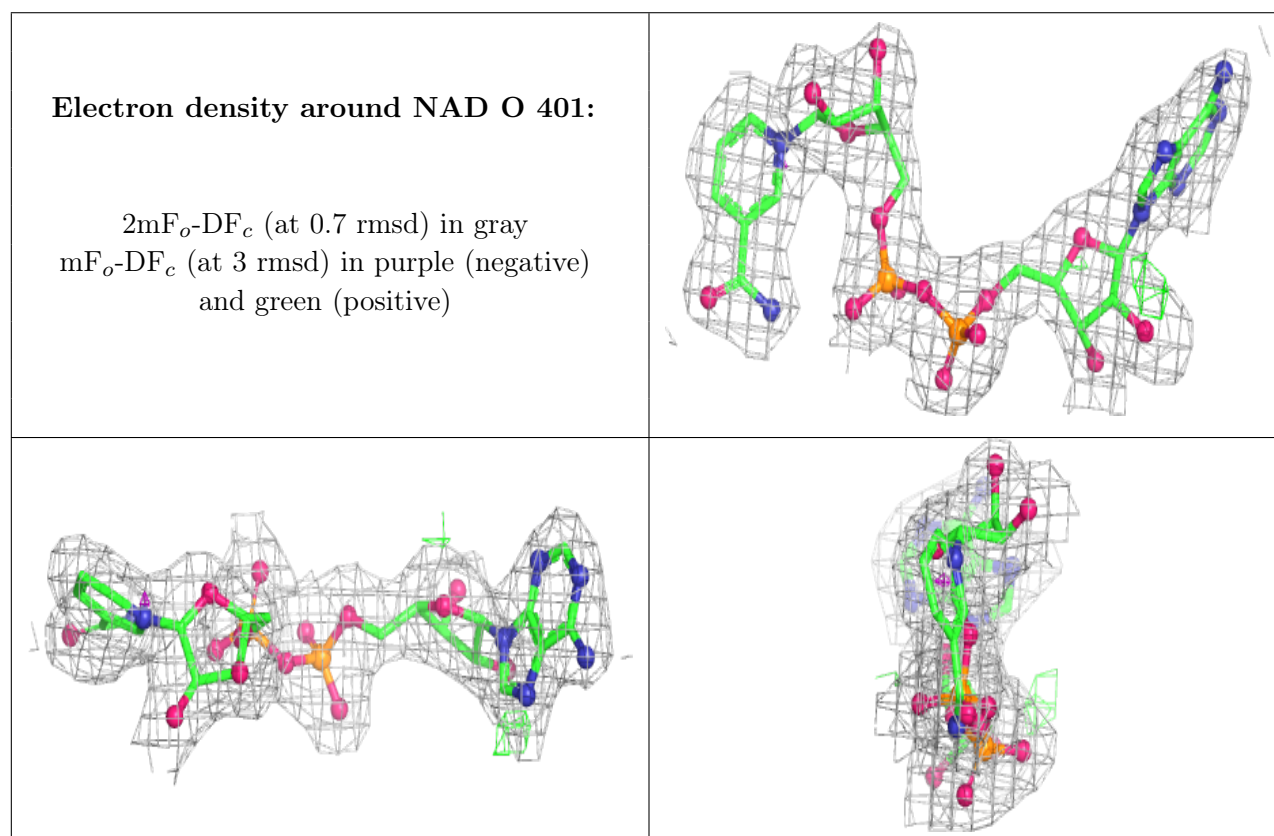 Electron density around NAD O 401:
2mFo-DFc (at 0.7 rmsd) in gray
mFo-DFc (at 3 rmsd) in purple (negative)
and green (positive)